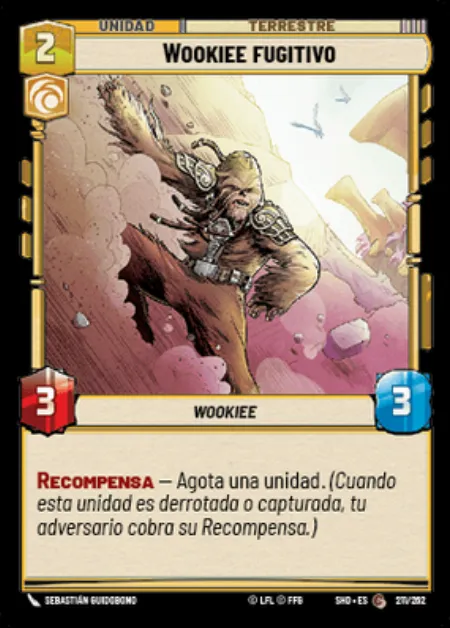 UNIDAD TERRESTRE
2 WOOKIEE FUGITIVO
3 WOOKIEE 3
RECOMPENSA — Agota una unidad. (Cuando
esta unidad es derrotada o capturada, tu
adversario cobra su Recompensa.)
SEBASTIÁN GUIDOBONO © LFL © FFG SHD • ES C 211/262